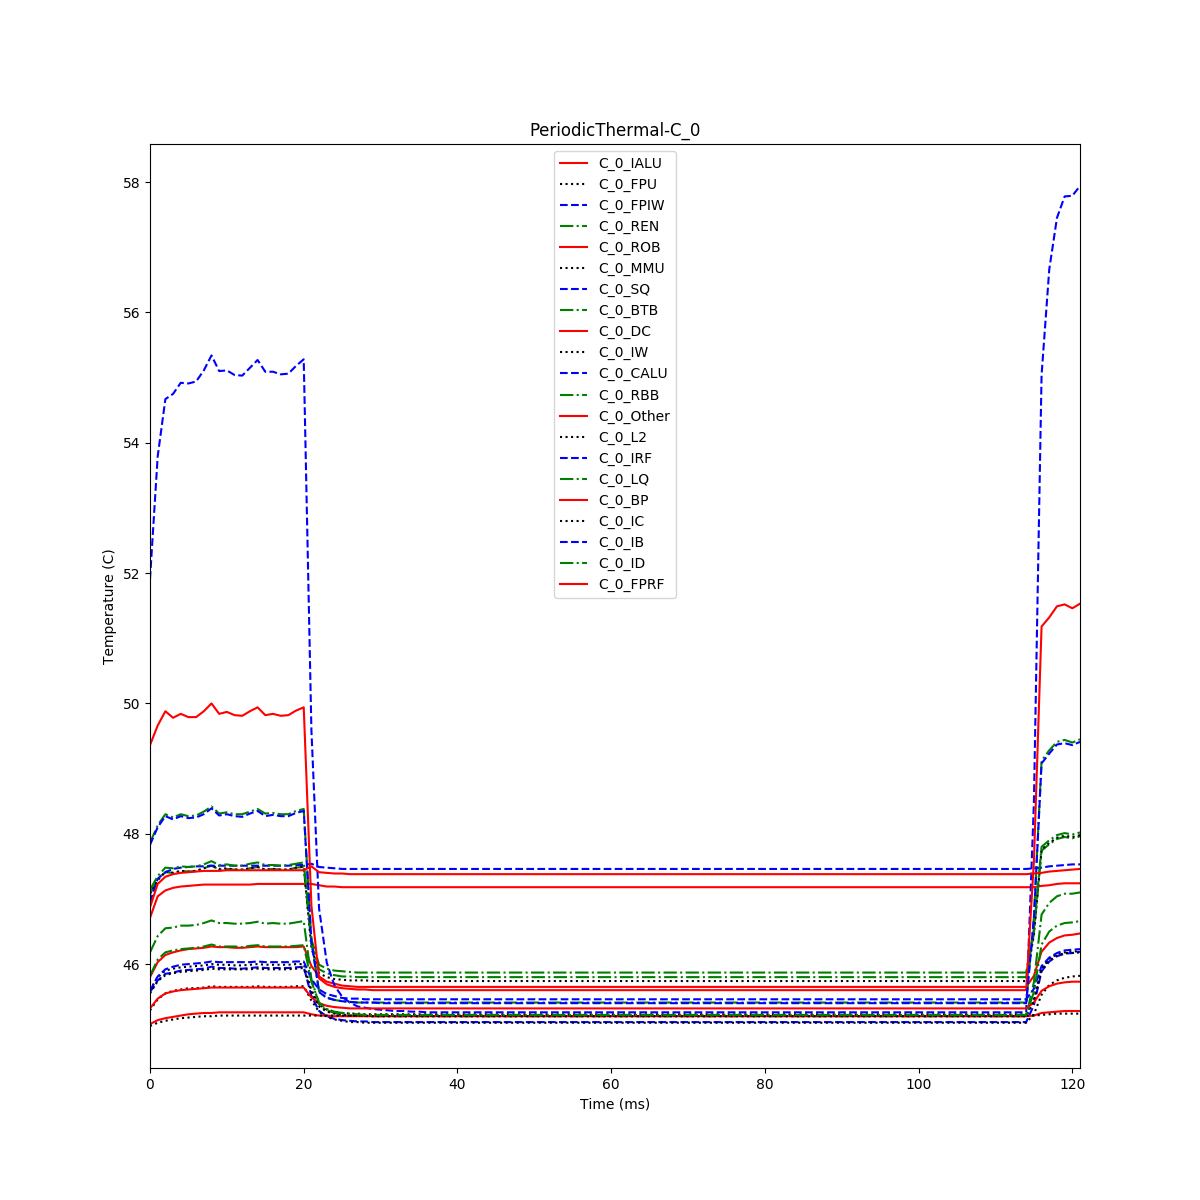 PeriodicThermal-C_0
C_0_IALU
C_0_FPU
C_0_FPIW
C_0_REN
C_0_ROB
C_0_MMU
C_0_SQ
C_0_BTB
C_0_DC
C_0_IW
C_0_CALU
C_0_RBB
C_0_Other
C_0_L2
C_0_IRF
C_0_LQ
C_0_BP
C_0_IC
C_0_IB
C_0_ID
C_0_FPRF
58
56
54
52
50
48
46
Temperature (C)
0 20 40 60 80 100 120
Time (ms)